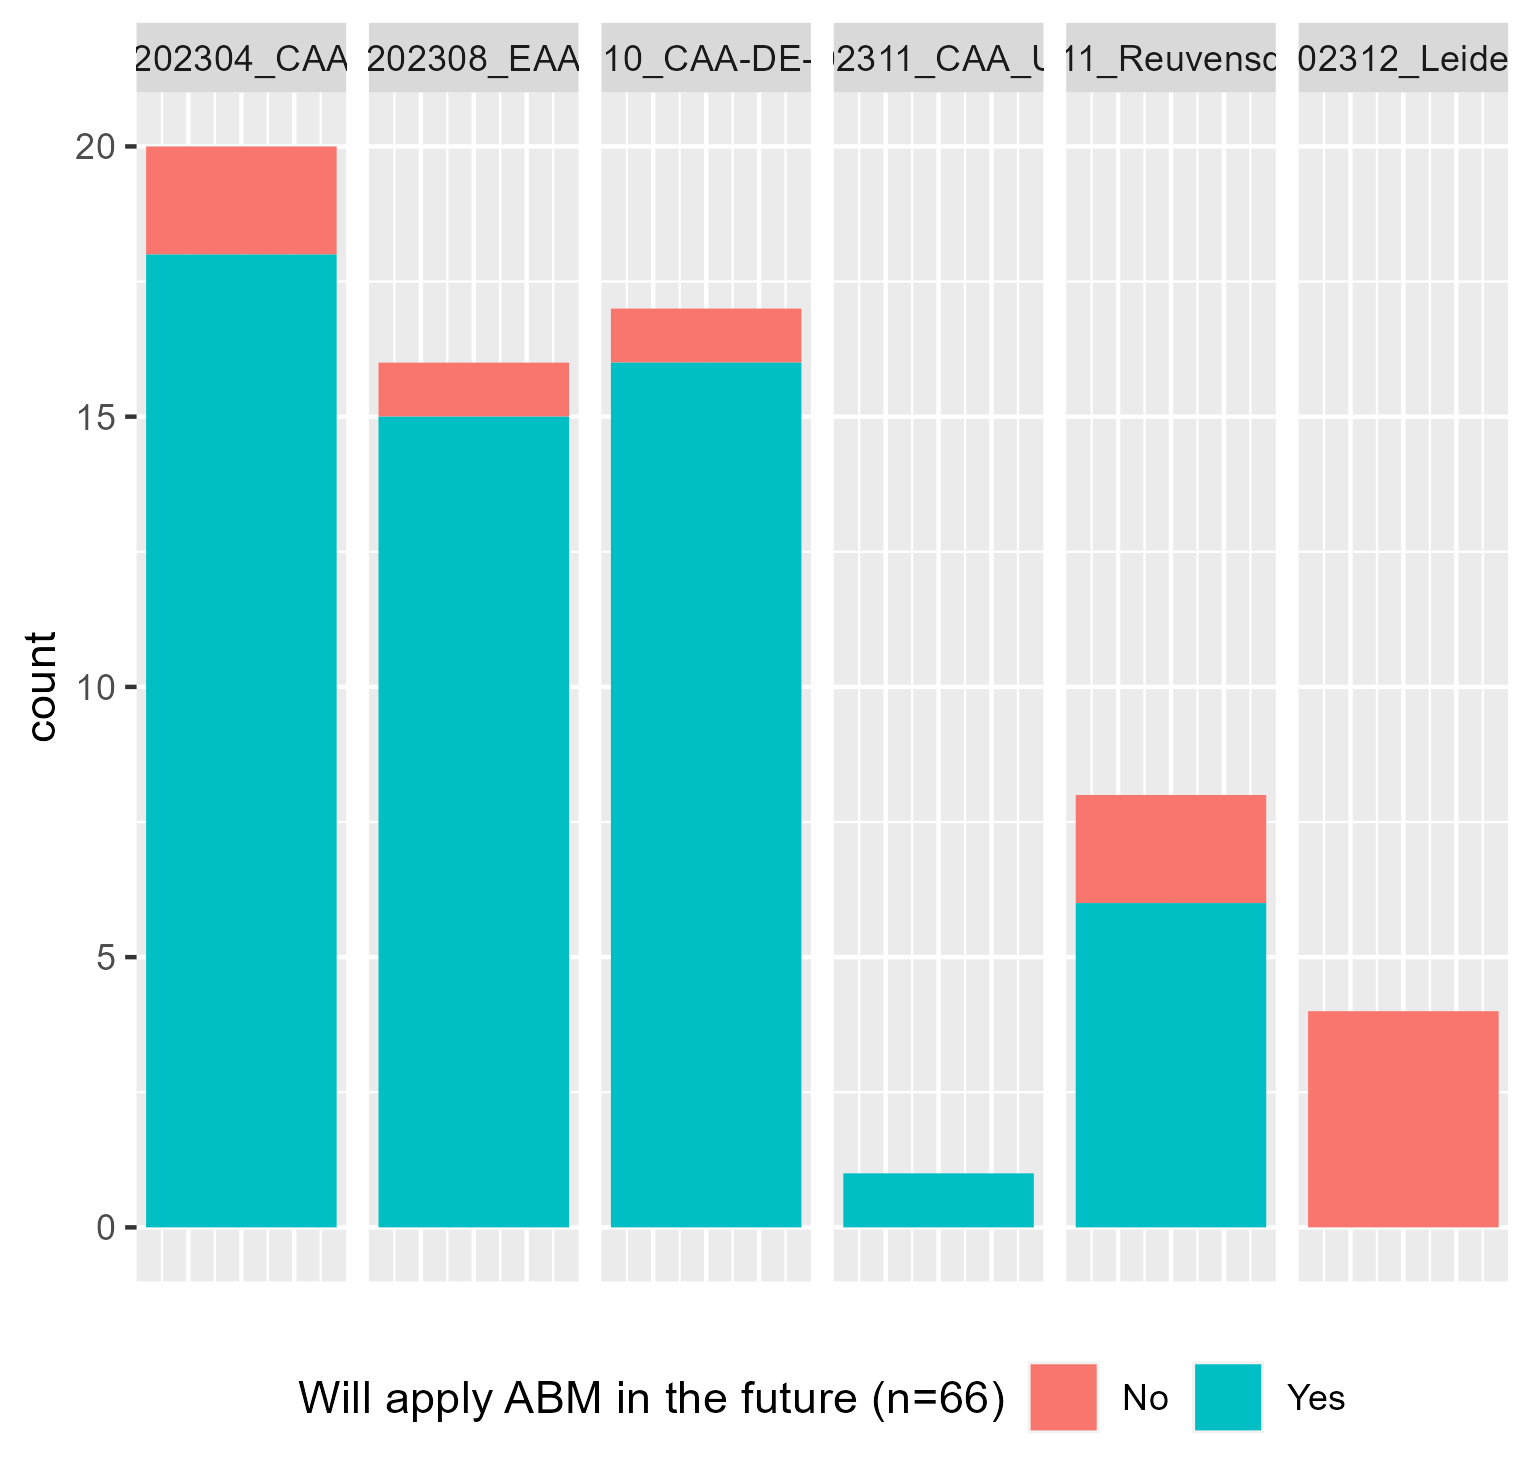 202304_CAA 202308_EAA 10_CAA-DE- 02311_CAA_U 11_Reuvensc 02312_Leide
20
15
10
5
0
count
Will apply ABM in the future (n=66) No Yes